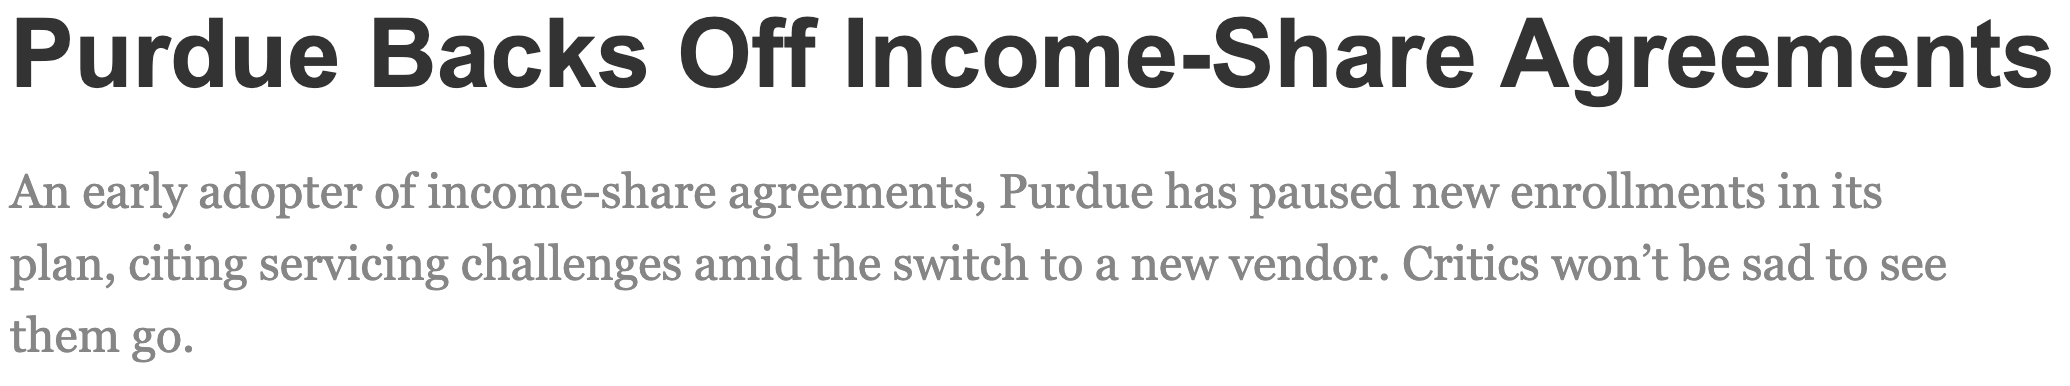 Purdue Backs Off Income-Share Agreements
An early adopter of income-share agreements, Purdue has paused new enrollments in its
plan, citing servicing challenges amid the switch to a new vendor. Critics won’t be sad to see
them go.